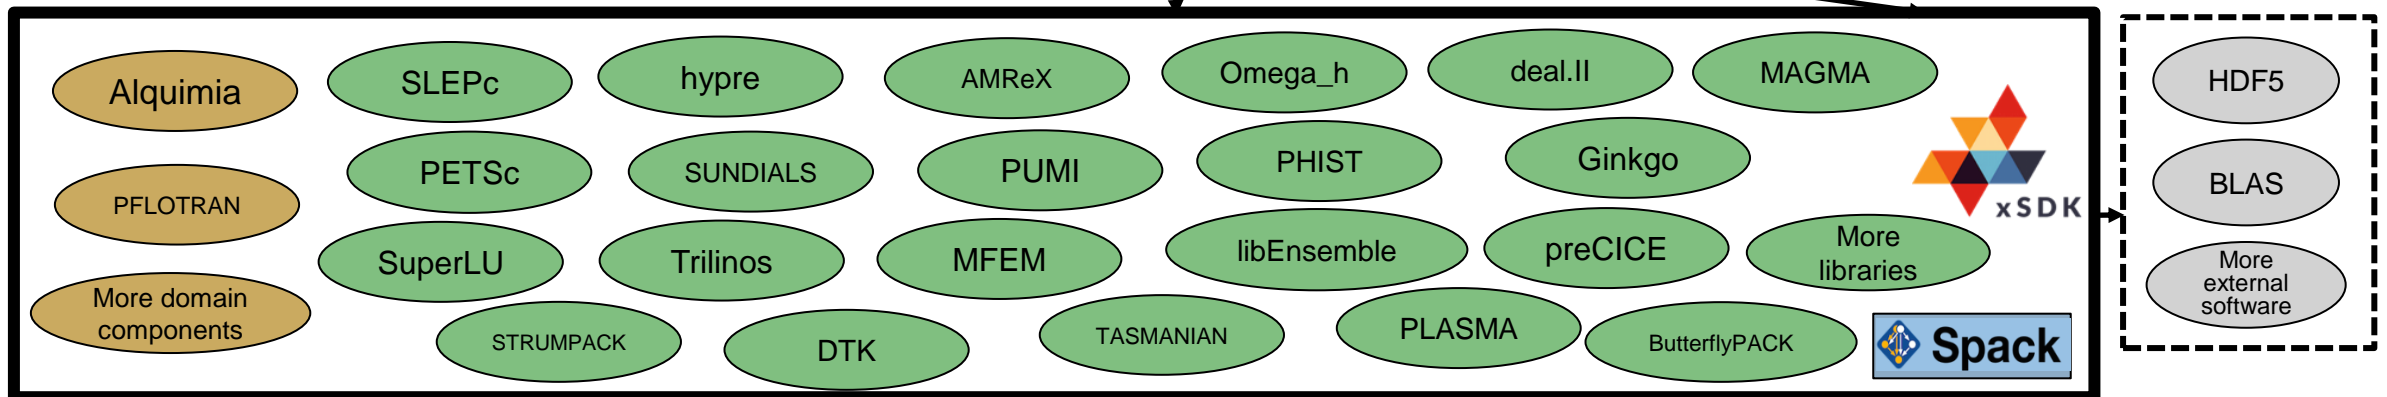 Alquimia
SLEPc
hypre
AMReX
Omega_h
deal.II
MAGMA
HDF5
PFLOTRAN
PETSc
SUNDIALS
PUMI
PHIST
Ginkgo
xSDK
BLAS
More domain
components
SuperLU
Trilinos
MFEM
libEnsemble
preCICE
More
libraries
More
external
software
STRUMPACK
DTK
TASMANIAN
PLASMA
ButterflyPACK
Spack